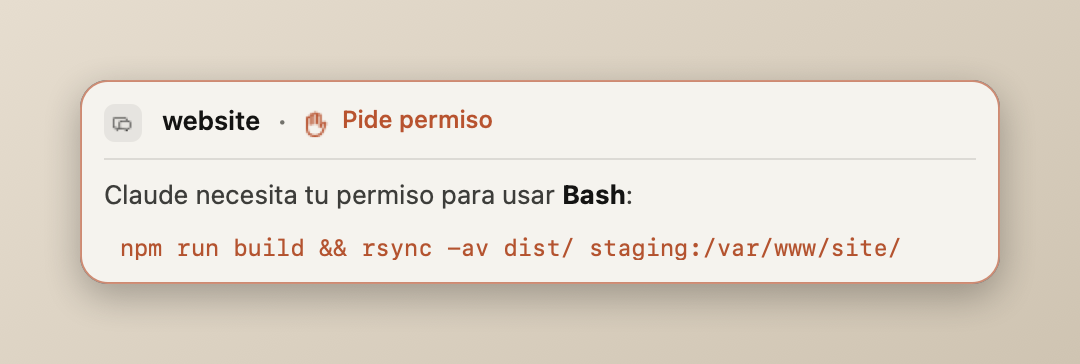 website · Pide permiso
Claude necesita tu permiso para usar Bash:
npm run build && rsync -av dist/ staging:/var/www/site/